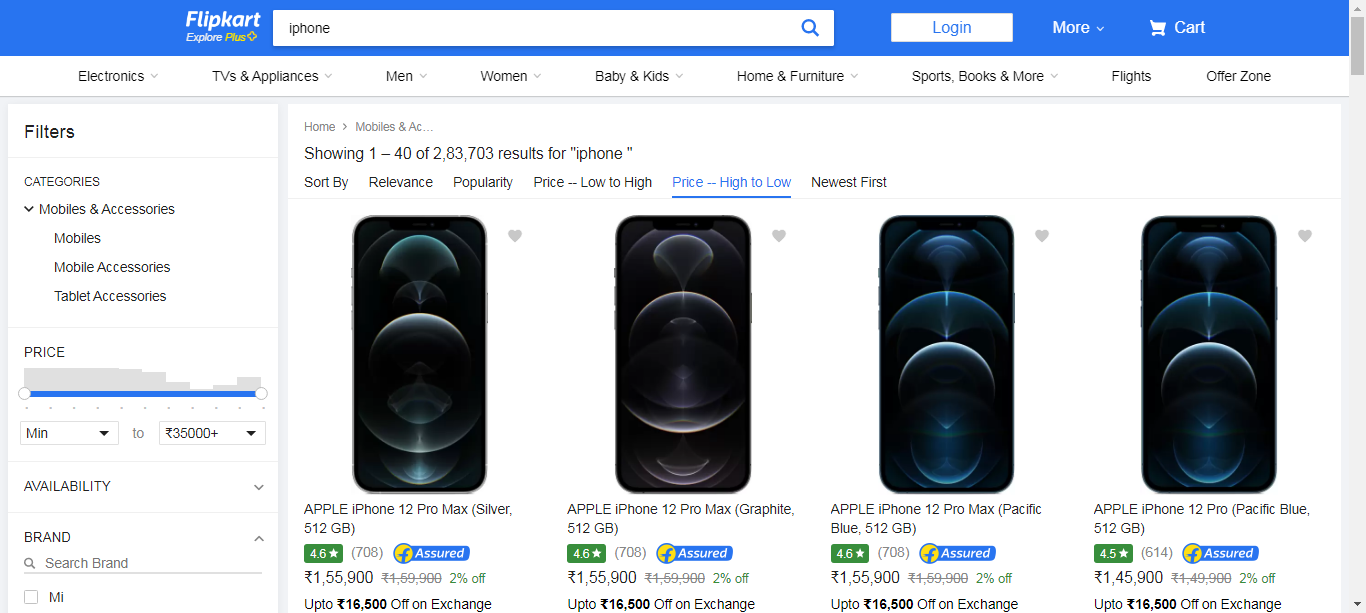 Flipkart
Explore Plus
iphone
Login
More
Cart
Electronics
TVs & Appliances
Men
Women
Baby & Kids
Home & Furniture
Sports, Books & More
Flights
Offer Zone
Filters
CATEGORIES
Mobiles & Accessories
Mobiles
Mobile Accessories
Tablet Accessories
PRICE
Min
to
₹35000+
AVAILABILITY
BRAND
Search Brand
Mi
Home
Mobiles & Ac...
Showing 1 – 40 of 2,83,703 results for "iphone "
Sort By
Relevance
Popularity
Price -- Low to High
Price -- High to Low
Newest First
APPLE iPhone 12 Pro Max (Silver,
512 GB)
4.6★ (708) Assured
₹1,55,900 ₹1,59,900 2% off
Upto ₹16,500 Off on Exchange
APPLE iPhone 12 Pro Max (Graphite,
512 GB)
4.6★ (708) Assured
₹1,55,900 ₹1,59,900 2% off
Upto ₹16,500 Off on Exchange
APPLE iPhone 12 Pro Max (Pacific
Blue, 512 GB)
4.6★ (708) Assured
₹1,55,900 ₹1,59,900 2% off
Upto ₹16,500 Off on Exchange
APPLE iPhone 12 Pro (Pacific Blue,
512 GB)
4.5★ (614) Assured
₹1,45,900 ₹1,49,900 2% off
Upto ₹16,500 Off on Exchange